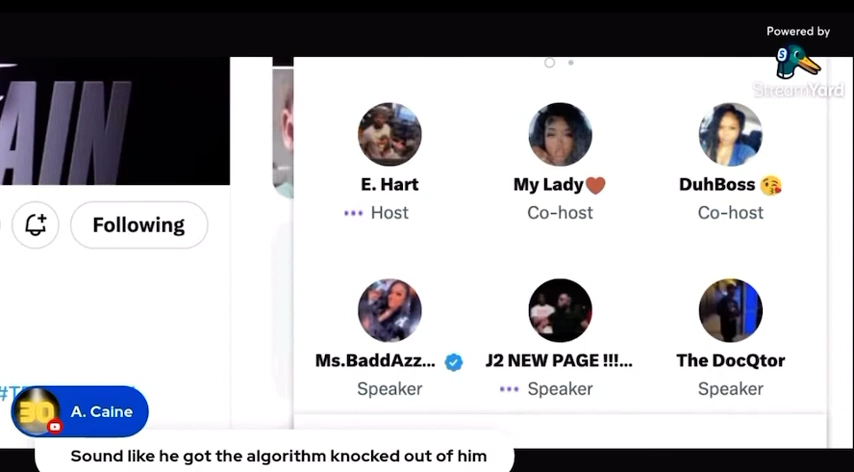 Powered by
StreamYard
AIN
Following
E. Hart
Host
My Lady🤎
Co-host
DuhBoss 😘
Co-host
Ms.BaddAzz...
Speaker
J2 NEW PAGE !!!...
Speaker
The DocQtor
Speaker
30
A. Caine
Sound like he got the algorithm knocked out of him